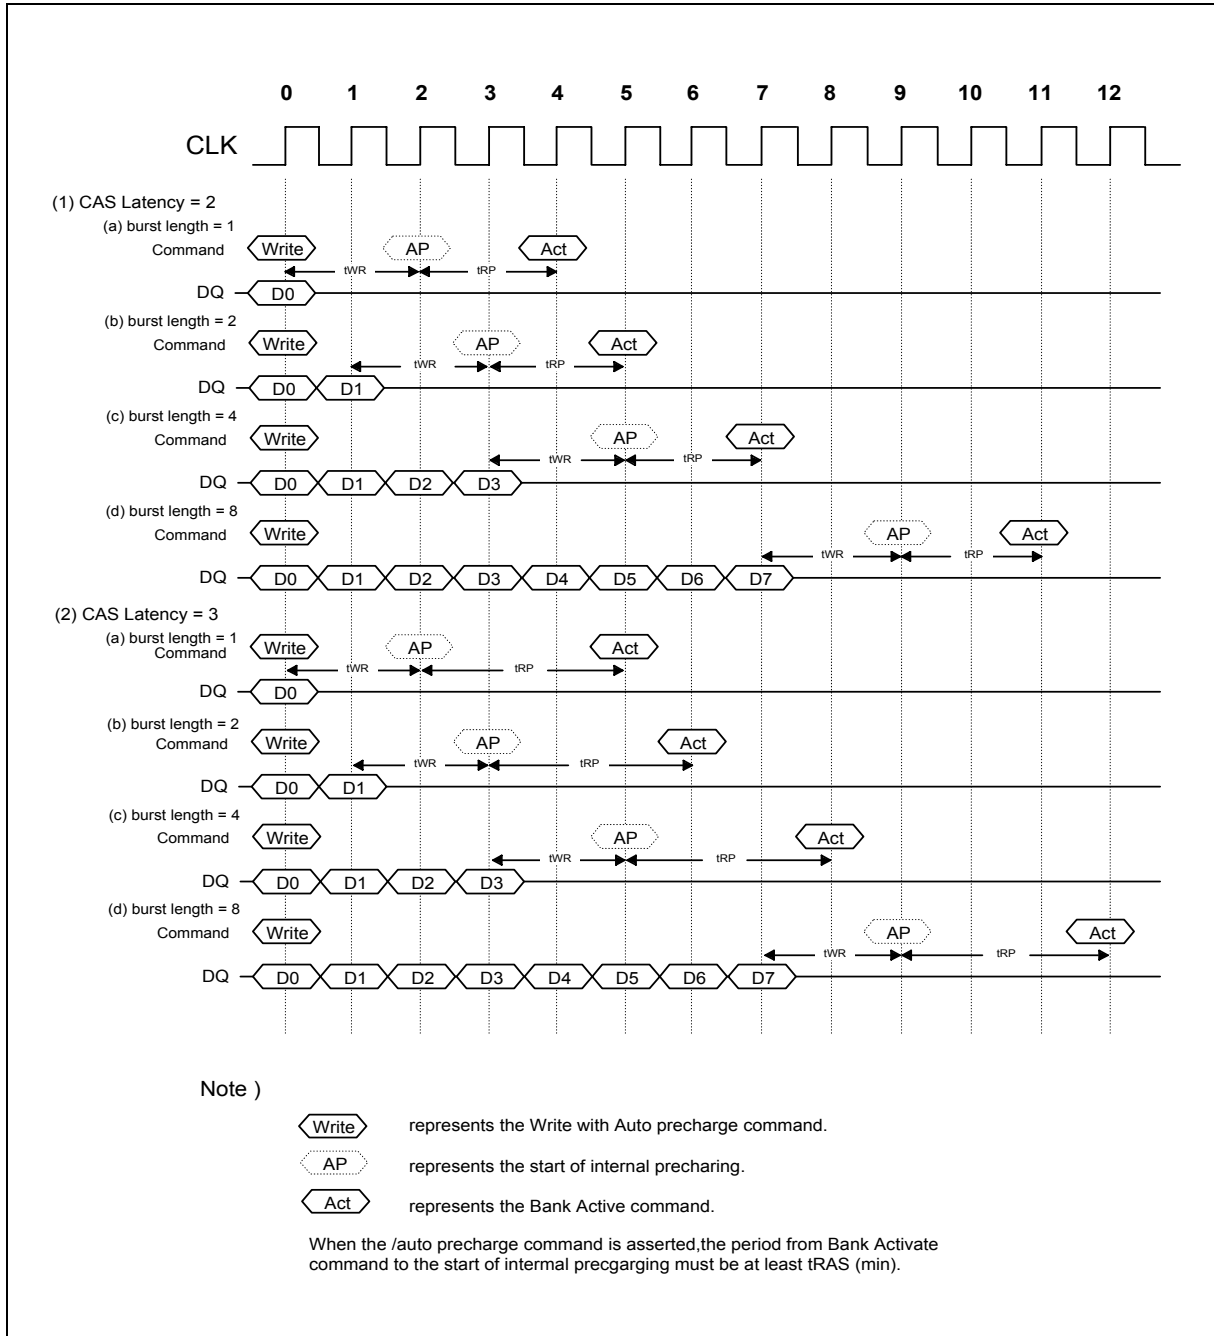 0 1 2 3 4 5 6 7 8 9 10 11 12
CLK
(1) CAS Latency = 2
(a) burst length = 1
Command Write AP Act
tWR tRP
DQ D0
(b) burst length = 2
Command Write AP Act
tWR tRP
DQ D0 D1
(c) burst length = 4
Command Write AP Act
tWR tRP
DQ D0 D1 D2 D3
(d) burst length = 8
Command Write AP Act
tWR tRP
DQ D0 D1 D2 D3 D4 D5 D6 D7
(2) CAS Latency = 3
(a) burst length = 1
Command Write AP Act
tWR tRP
DQ D0
(b) burst length = 2
Command Write AP Act
tWR tRP
DQ D0 D1
(c) burst length = 4
Command Write AP Act
tWR tRP
DQ D0 D1 D2 D3
(d) burst length = 8
Command Write AP Act
tWR tRP
DQ D0 D1 D2 D3 D4 D5 D6 D7
Note )
Write represents the Write with Auto precharge command.
AP represents the start of internal precharing.
Act represents the Bank Active command.
When the /auto precharge command is asserted,the period from Bank Activate
command to the start of intermal precgarging must be at least tRAS (min).